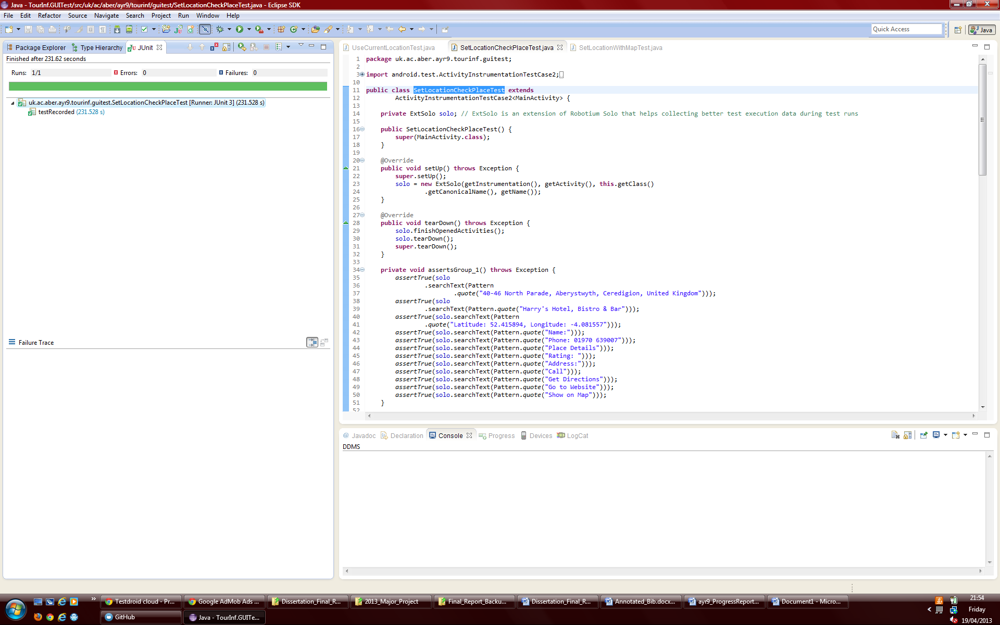 Java - TourInf.GUITest/src/uk/ac/aber/ayr9/tourinf/guitest/SetLocationCheckPlaceTest.java - Eclipse SDK
File Edit Refactor Source Navigate Search Project Run Window Help
Quick Access
Java
Package Explorer Type Hierarchy JUnit
Finished after 231.62 seconds
Runs: 1/1 Errors: 0 Failures: 0
uk.ac.aber.ayr9.tourinf.guitest.SetLocationCheckPlaceTest [Runner: JUnit 3] (231.528 s)
testRecorded (231.528 s)
Failure Trace
UseCurrentLocationTest.java SetLocationCheckPlaceTest.java SetLocationWithMapTest.java
1 package uk.ac.aber.ayr9.tourinf.guitest;
2
3 import android.test.ActivityInstrumentationTestCase2;
10
11 public class SetLocationCheckPlaceTest extends
12 ActivityInstrumentationTestCase2<MainActivity> {
13
14 private ExtSolo solo; // ExtSolo is an extension of Robotium Solo that helps collecting better test execution data during test runs
15
16 public SetLocationCheckPlaceTest() {
17 super(MainActivity.class);
18 }
19
20 @Override
21 public void setUp() throws Exception {
22 super.setUp();
23 solo = new ExtSolo(getInstrumentation(), getActivity(), this.getClass()
24 .getCanonicalName(), getName());
25 }
26
27 @Override
28 public void tearDown() throws Exception {
29 solo.finishOpenedActivities();
30 solo.tearDown();
31 super.tearDown();
32 }
33
34 private void assertsGroup_1() throws Exception {
35 assertTrue(solo
36 .searchText(Pattern
37 .quote("40-46 North Parade, Aberystwyth, Ceredigion, United Kingdom")));
38 assertTrue(solo
39 .searchText(Pattern.quote("Harry's Hotel, Bistro & Bar")));
40 assertTrue(solo.searchText(Pattern
41 .quote("Latitude: 52.415894, Longitude: -4.081557")));
42 assertTrue(solo.searchText(Pattern.quote("Name:")));
43 assertTrue(solo.searchText(Pattern.quote("Phone: 01970 639007")));
44 assertTrue(solo.searchText(Pattern.quote("Place Details")));
45 assertTrue(solo.searchText(Pattern.quote("Rating: ")));
46 assertTrue(solo.searchText(Pattern.quote("Address:")));
47 assertTrue(solo.searchText(Pattern.quote("Call")));
48 assertTrue(solo.searchText(Pattern.quote("Get Directions")));
49 assertTrue(solo.searchText(Pattern.quote("Go to Website")));
50 assertTrue(solo.searchText(Pattern.quote("Show on Map")));
51 }
52
@ Javadoc Declaration Console Progress Devices LogCat
DDMS
Testdroid cloud - Pr... Google AdMob Ads ... Dissertation_Final_R... 2013_Major_Project Final_Report_Backu... Dissertation_Final_R... Annotated_Bib.docx... ayr9_ProgressReport... Document1 - Micro...
GitHub Java - TourInf.GUITe...
21:54
Friday
19/04/2013